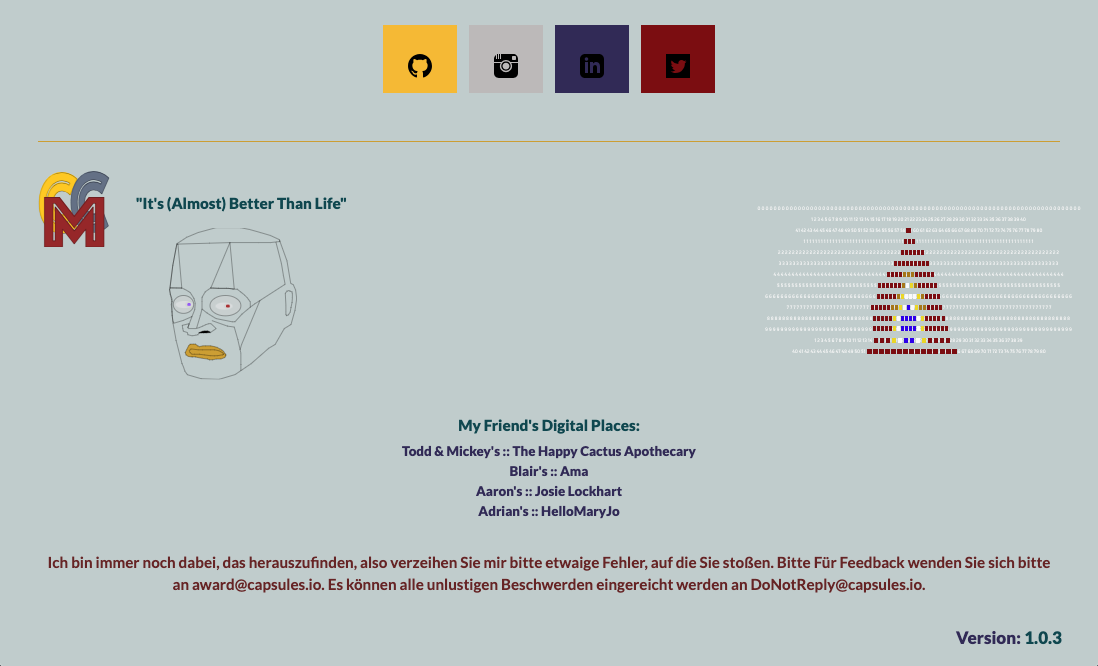 in
"It's (Almost) Better Than Life"
My Friend's Digital Places:
Todd & Mickey's :: The Happy Cactus Apothecary
Blair's :: Ama
Aaron's :: Josie Lockhart
Adrian's :: HelloMaryJo
Ich bin immer noch dabei, das herauszufinden, also verzeihen Sie mir bitte etwaige Fehler, auf die Sie stoßen. Bitte Für Feedback wenden Sie sich bitte
an award@capsules.io. Es können alle unlustigen Beschwerden eingereicht werden an DoNotReply@capsules.io.
Version: 1.0.3